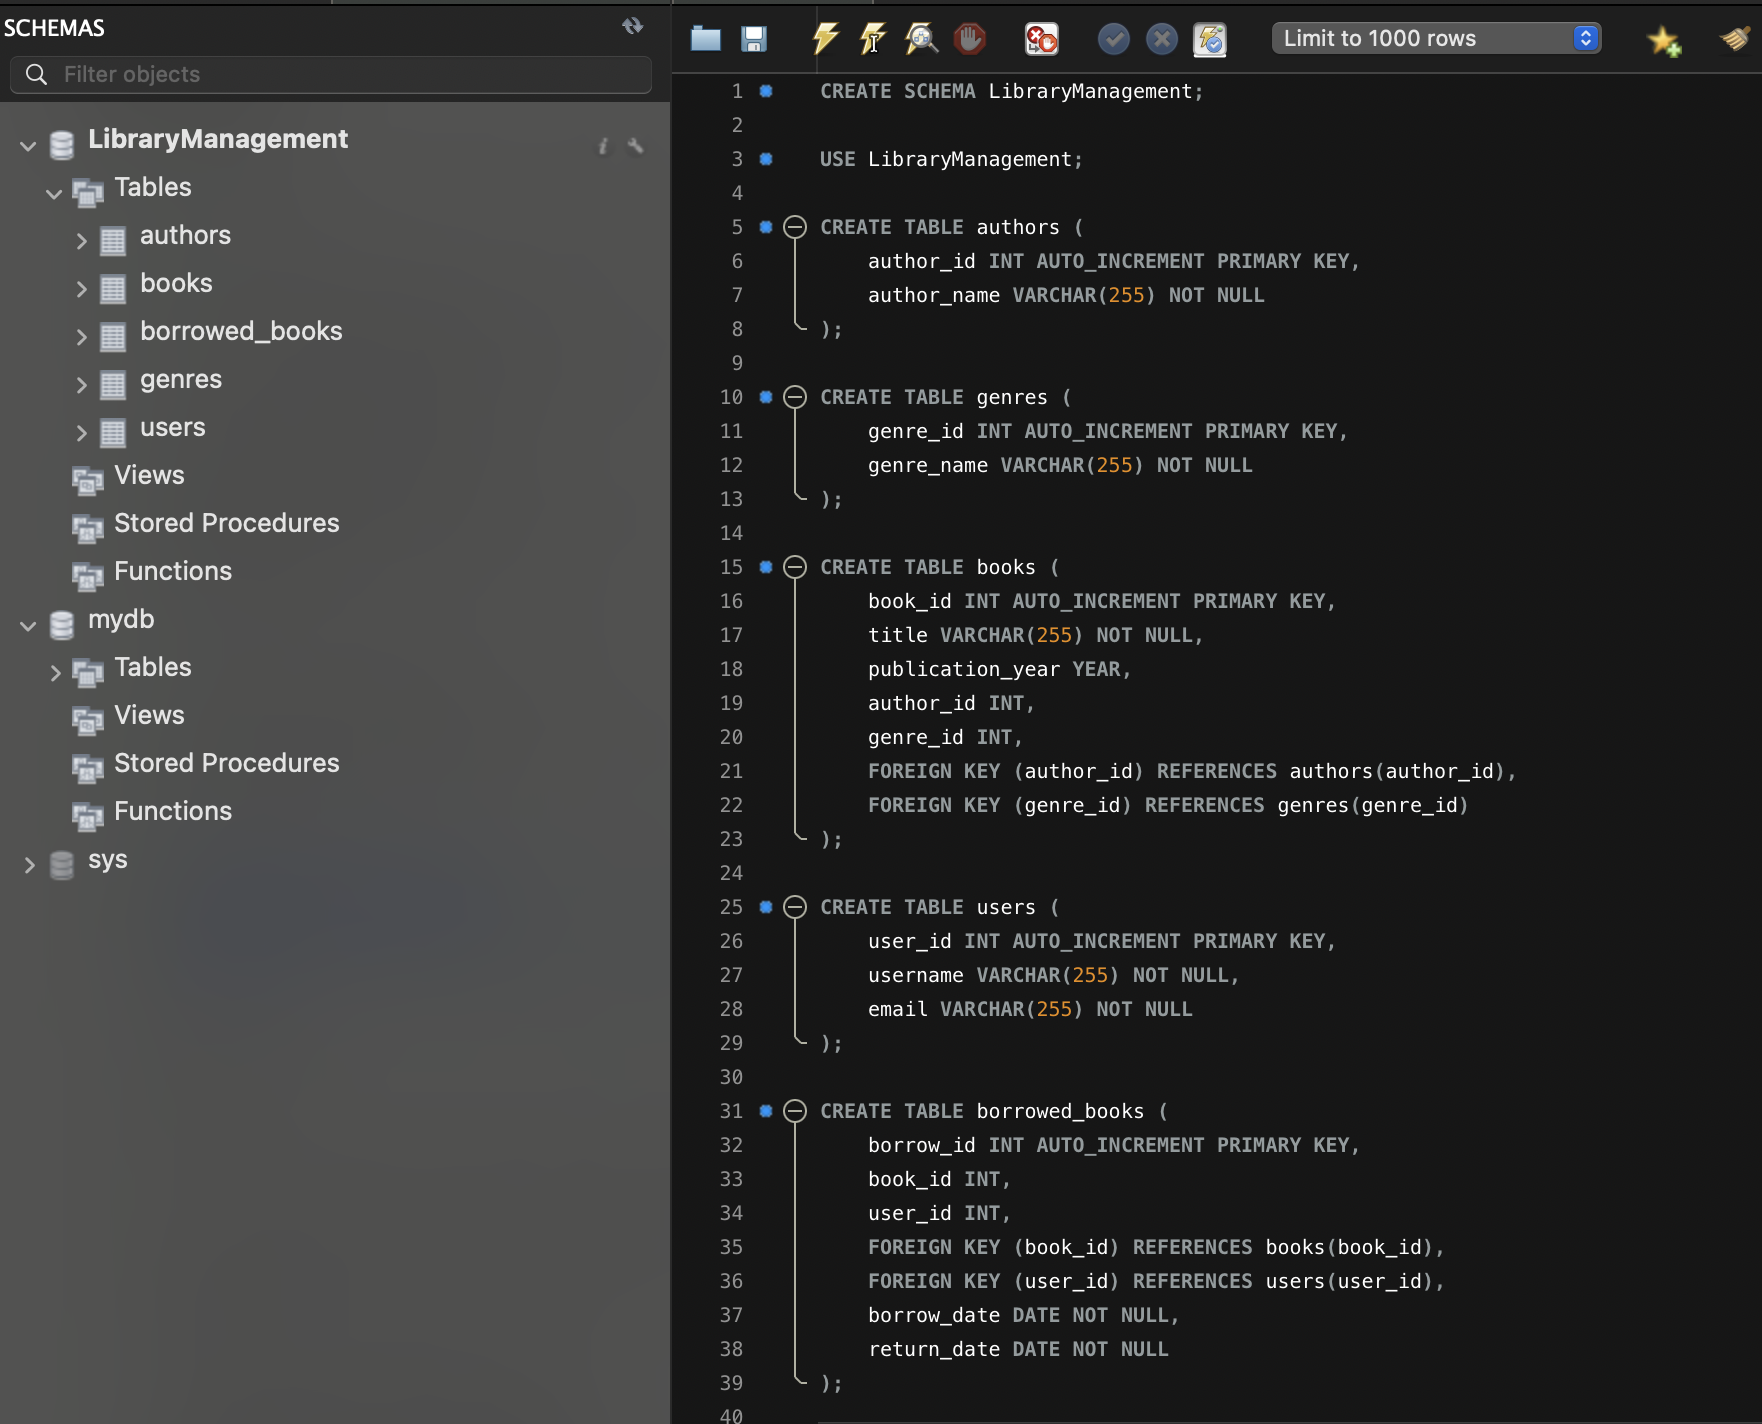 SCHEMAS
Filter objects
LibraryManagement
Tables
authors
books
borrowed_books
genres
users
Views
Stored Procedures
Functions
mydb
Tables
Views
Stored Procedures
Functions
sys
Limit to 1000 rows
1 CREATE SCHEMA LibraryManagement;
2
3 USE LibraryManagement;
4
5 CREATE TABLE authors (
6 author_id INT AUTO_INCREMENT PRIMARY KEY,
7 author_name VARCHAR(255) NOT NULL
8 );
9
10 CREATE TABLE genres (
11 genre_id INT AUTO_INCREMENT PRIMARY KEY,
12 genre_name VARCHAR(255) NOT NULL
13 );
14
15 CREATE TABLE books (
16 book_id INT AUTO_INCREMENT PRIMARY KEY,
17 title VARCHAR(255) NOT NULL,
18 publication_year YEAR,
19 author_id INT,
20 genre_id INT,
21 FOREIGN KEY (author_id) REFERENCES authors(author_id),
22 FOREIGN KEY (genre_id) REFERENCES genres(genre_id)
23 );
24
25 CREATE TABLE users (
26 user_id INT AUTO_INCREMENT PRIMARY KEY,
27 username VARCHAR(255) NOT NULL,
28 email VARCHAR(255) NOT NULL
29 );
30
31 CREATE TABLE borrowed_books (
32 borrow_id INT AUTO_INCREMENT PRIMARY KEY,
33 book_id INT,
34 user_id INT,
35 FOREIGN KEY (book_id) REFERENCES books(book_id),
36 FOREIGN KEY (user_id) REFERENCES users(user_id),
37 borrow_date DATE NOT NULL,
38 return_date DATE NOT NULL
39 );
40